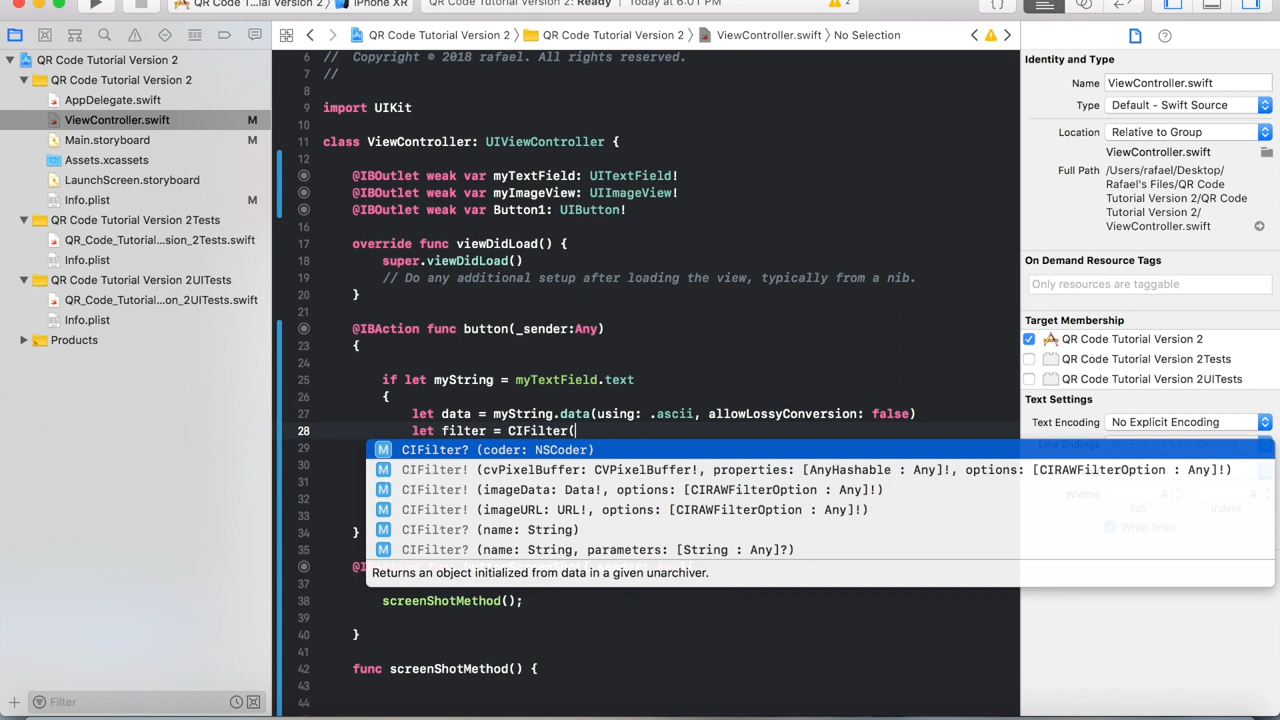 QR Code T...ial Version 2
iPhone XR
QR Code Tutorial Version 2: Ready
Today at 6:01 PM
2
QR Code Tutorial Version 2
QR Code Tutorial Version 2
AppDelegate.swift
ViewController.swift M
Main.storyboard M
Assets.xcassets
LaunchScreen.storyboard
Info.plist M
QR Code Tutorial Version 2Tests
QR_Code_Tutorial...sion_2Tests.swift
Info.plist
QR Code Tutorial Version 2UITests
QR_Code_Tutorial...on_2UITests.swift
Info.plist
Products
Filter
QR Code Tutorial Version 2 〉 QR Code Tutorial Version 2 〉 ViewController.swift 〉 No Selection
6 // Copyright © 2018 rafael. All rights reserved.
7 //
8
9 import UIKit
10
11 class ViewController: UIViewController {
12
@IBOutlet weak var myTextField: UITextField!
@IBOutlet weak var myImageView: UIImageView!
@IBOutlet weak var Button1: UIButton!
16
17 override func viewDidLoad() {
18 super.viewDidLoad()
19 // Do any additional setup after loading the view, typically from a nib.
20 }
21
@IBAction func button(_sender:Any)
23 {
24
25 if let myString = myTextField.text
26 {
27 let data = myString.data(using: .ascii, allowLossyConversion: false)
28 let filter = CIFilter(
29
M CIFilter? (coder: NSCoder)
M CIFilter! (cvPixelBuffer: CVPixelBuffer!, properties: [AnyHashable : Any]!, options: [CIRAWFilterOption : Any]!)
30
M CIFilter! (imageData: Data!, options: [CIRAWFilterOption : Any]!)
31
M CIFilter! (imageURL: URL!, options: [CIRAWFilterOption : Any]!)
32
M CIFilter? (name: String)
33
34 }
M CIFilter? (name: String, parameters: [String : Any]?)
35
Returns an object initialized from data in a given unarchiver.
37
38 screenShotMethod();
39
40 }
41
42 func screenShotMethod() {
43
44
Identity and Type
Name ViewController.swift
Type Default - Swift Source
Location Relative to Group
ViewController.swift
Full Path /Users/rafael/Desktop/
Rafael's Files/QR Code
Tutorial Version 2/QR Code
Tutorial Version 2/
ViewController.swift
On Demand Resource Tags
Only resources are taggable
Target Membership
QR Code Tutorial Version 2
QR Code Tutorial Version 2Tests
QR Code Tutorial Version 2UITests
Text Settings
Text Encoding No Explicit Encoding
Widths 4 4
Tab Indent
Wrap lines